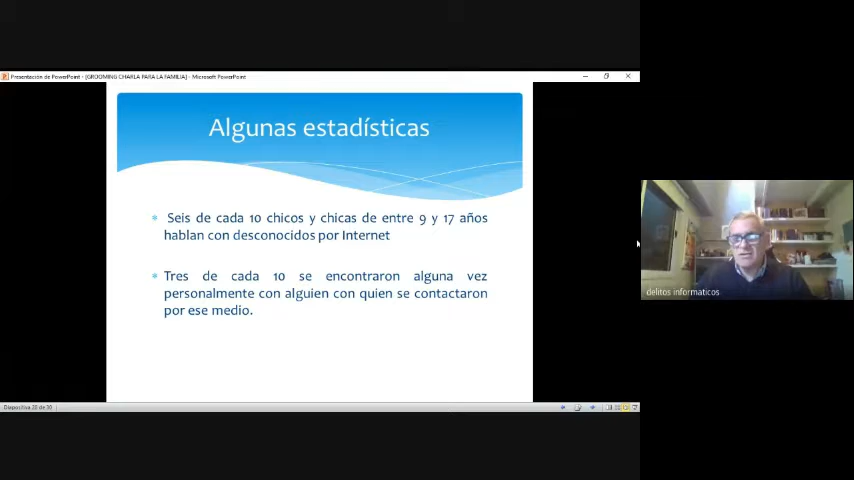 Presentación de PowerPoint - [GROOMING CHARLA PARA LA FAMILIA] - Microsoft PowerPoint
Algunas estadísticas
Seis de cada 10 chicos y chicas de entre 9 y 17 años
hablan con desconocidos por Internet
Tres de cada 10 se encontraron alguna vez
personalmente con alguien con quien se contactaron
por ese medio.
delitos informaticos
Diapositiva 20 de 30